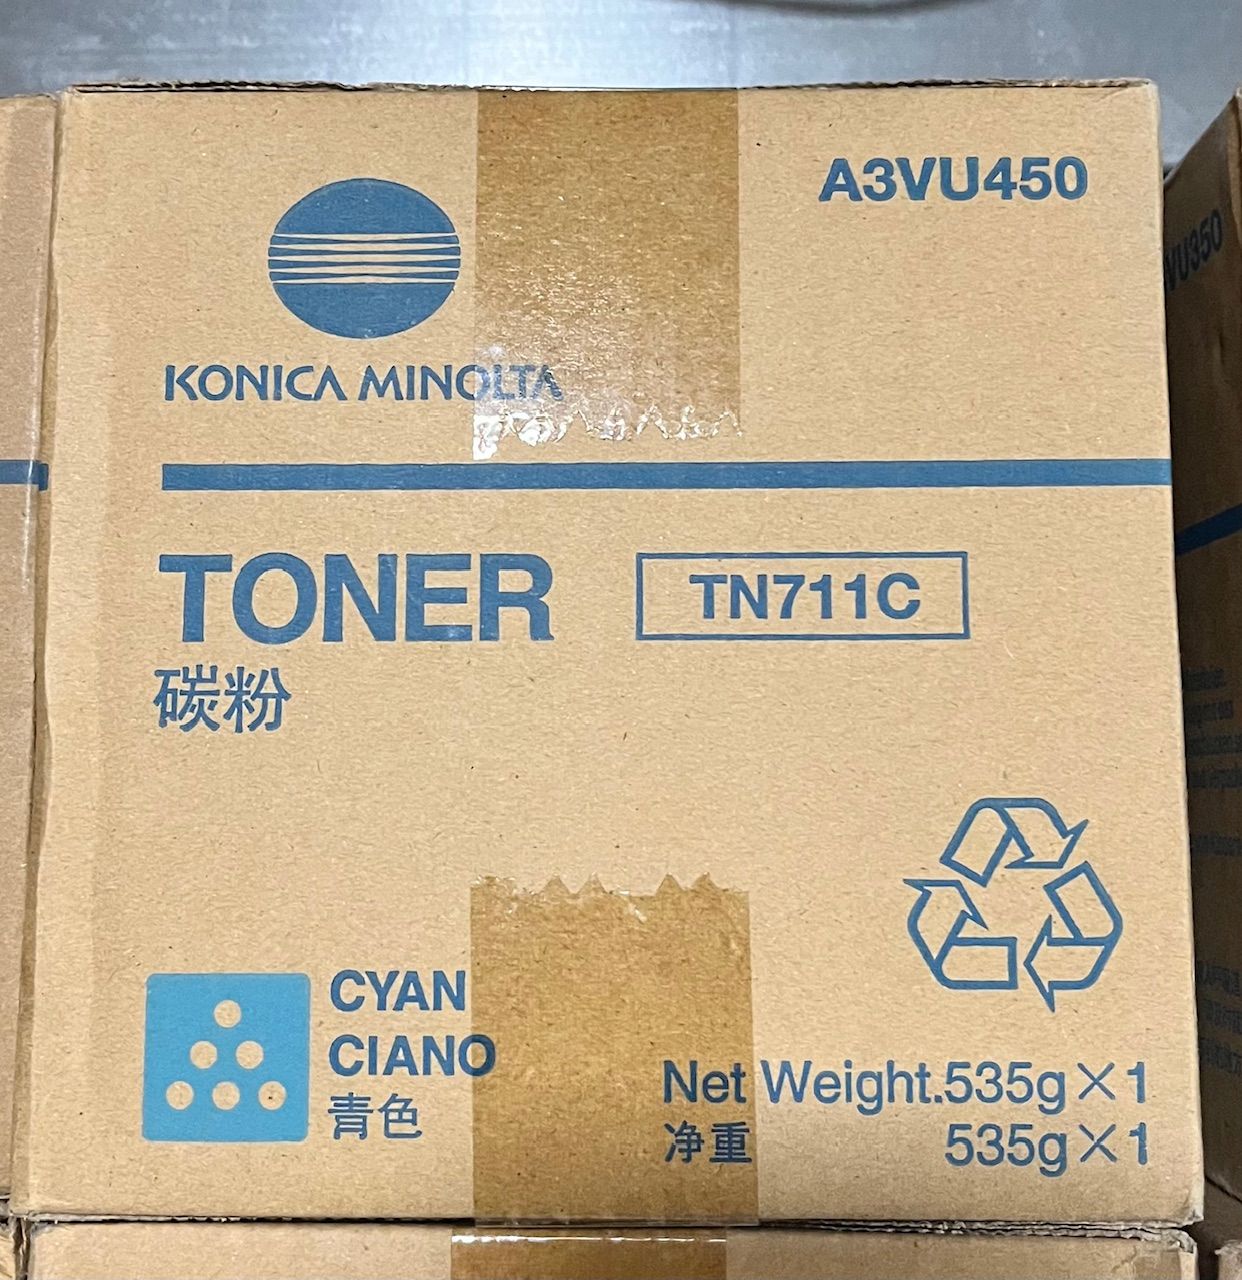 A3VU450
KONICA MINOLTA
TONER
TN711C
碳粉
CYAN
CIANO
青色
Net Weight.535g×1
净重 535g×1
VU350